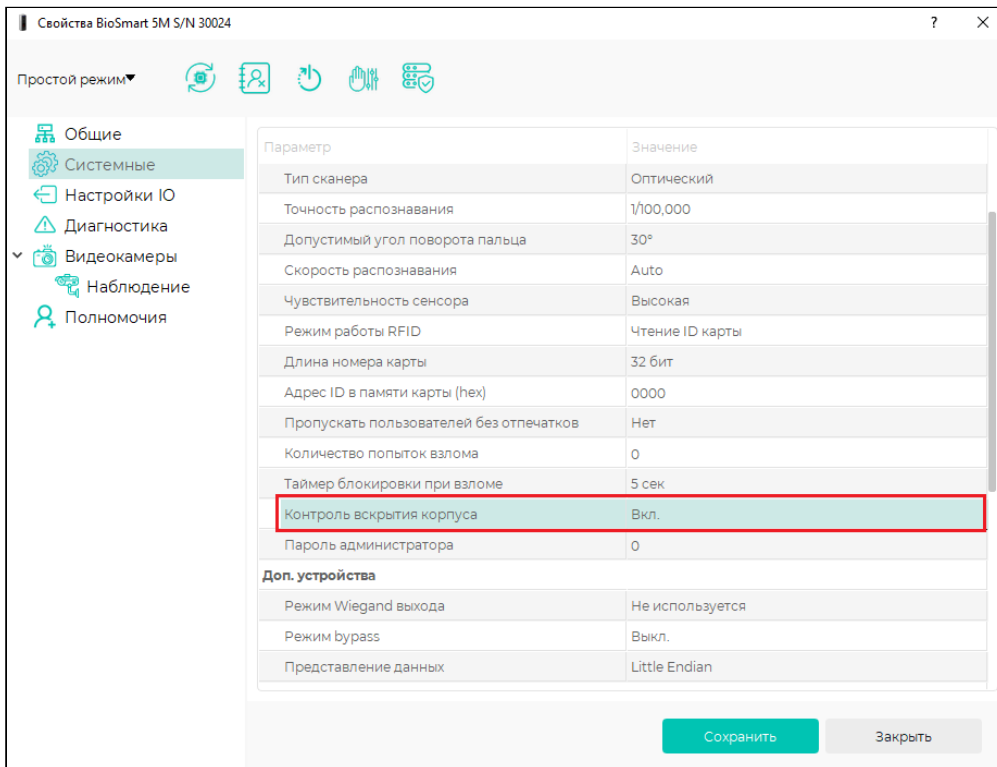 Свойства BioSmart 5M S/N 30024
Простой режим
Общие
Системные
Настройки IO
Диагностика
Видеокамеры
Наблюдение
Полномочия
Параметр Значение
Тип сканера Оптический
Точность распознавания 1/100,000
Допустимый угол поворота пальца 30°
Скорость распознавания Auto
Чувствительность сенсора Высокая
Режим работы RFID Чтение ID карты
Длина номера карты 32 бит
Адрес ID в памяти карты (hex) 0000
Пропускать пользователей без отпечатков Нет
Количество попыток взлома 0
Таймер блокировки при взломе 5 сек
Контроль вскрытия корпуса Вкл.
Пароль администратора 0
Доп. устройства
Режим Wiegand выхода Не используется
Режим bypass Выкл.
Представление данных Little Endian
Сохранить Закрыть